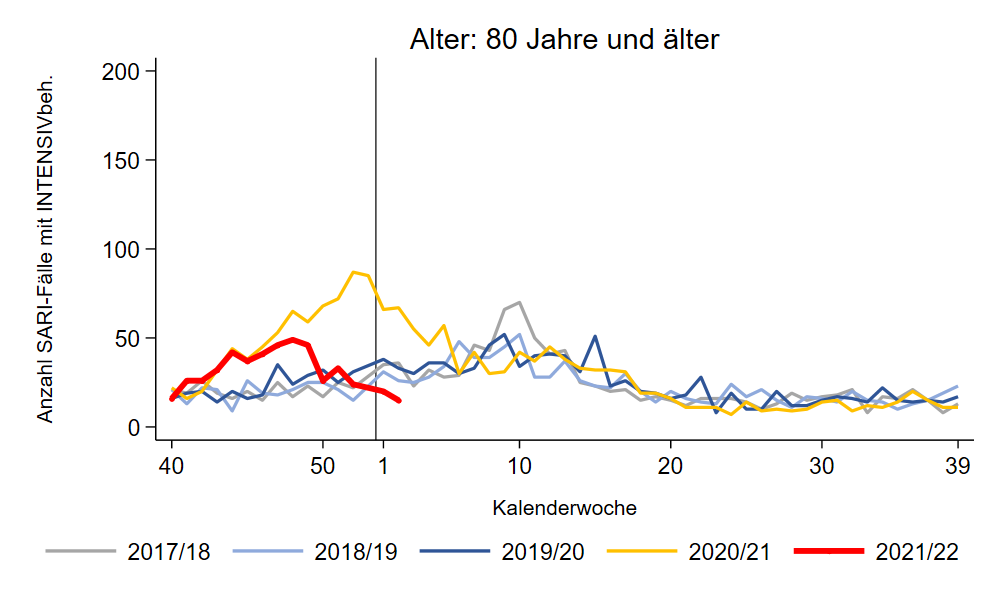 Alter: 80 Jahre und älter
Anzahl SARI-Fälle mit INTENSIVbeh.
200
150
100
50
0
40 50 1 10 20 30 39
Kalenderwoche
2017/18 2018/19 2019/20 2020/21 2021/22